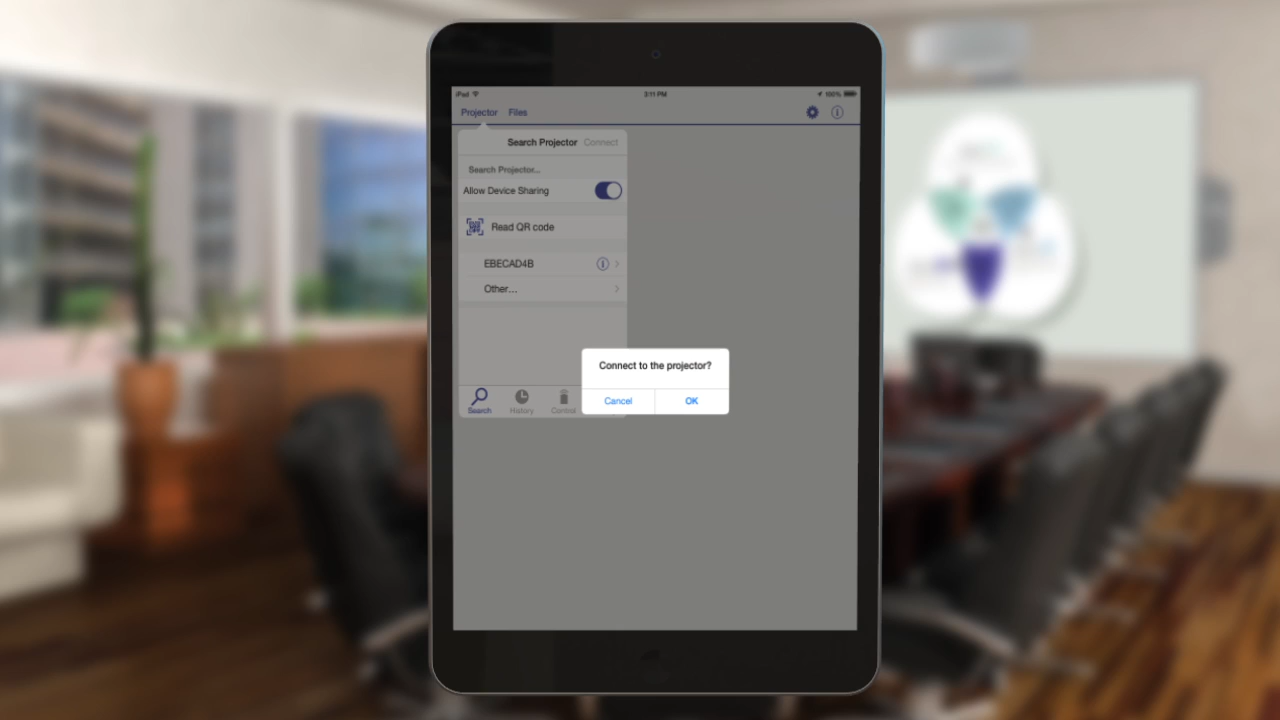 iPad
3:11 PM
100%
Projector Files
Search Projector Connect
Search Projector...
Allow Device Sharing
Read QR code
EBECAD4B
Other...
Connect to the projector?
Cancel OK
Search History Control